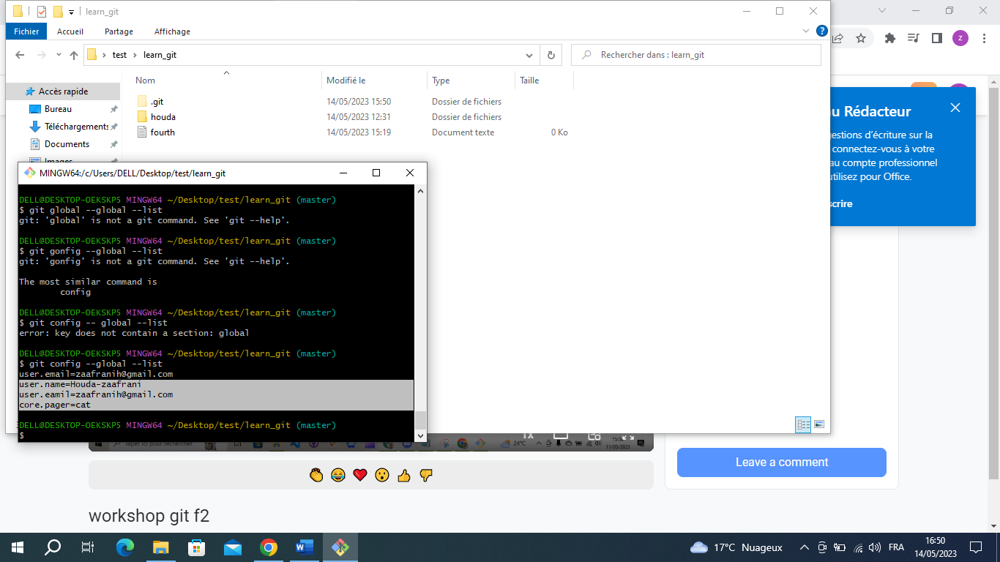 learn_git
Fichier Accueil Partage Affichage
test › learn_git
Rechercher dans : learn_git
Nom Modifié le Type Taille
Accès rapide
Bureau
Téléchargements
Documents
Images
.git 14/05/2023 15:50 Dossier de fichiers
houda 14/05/2023 12:31 Dossier de fichiers
fourth 14/05/2023 15:19 Document texte 0 Ko
z
u Rédacteur
estions d'écriture sur la
connectez-vous à votre
au compte professionnel
utilisez pour Office.
scrire
MINGW64:/c/Users/DELL/Desktop/test/learn_git
DELL@DESKTOP-OEKSKP5 MINGW64 ~/Desktop/test/learn_git (master)
$ git global --global --list
git: 'global' is not a git command. See 'git --help'.
DELL@DESKTOP-OEKSKP5 MINGW64 ~/Desktop/test/learn_git (master)
$ git gonfig --global --list
git: 'gonfig' is not a git command. See 'git --help'.
The most similar command is
config
DELL@DESKTOP-OEKSKP5 MINGW64 ~/Desktop/test/learn_git (master)
$ git config -- global --list
error: key does not contain a section: global
DELL@DESKTOP-OEKSKP5 MINGW64 ~/Desktop/test/learn_git (master)
$ git config --global --list
user.email=zaafranih@gmail.com
user.name=Houda-zaafrani
user.eamil=zaafranih@gmail.com
core.pager=cat
DELL@DESKTOP-OEKSKP5 MINGW64 ~/Desktop/test/learn_git (master)
$
Taper ici pour rechercher
1x
24°C
11/05/2023
Leave a comment
workshop git f2
17°C Nuageux
FRA
16:50
14/05/2023